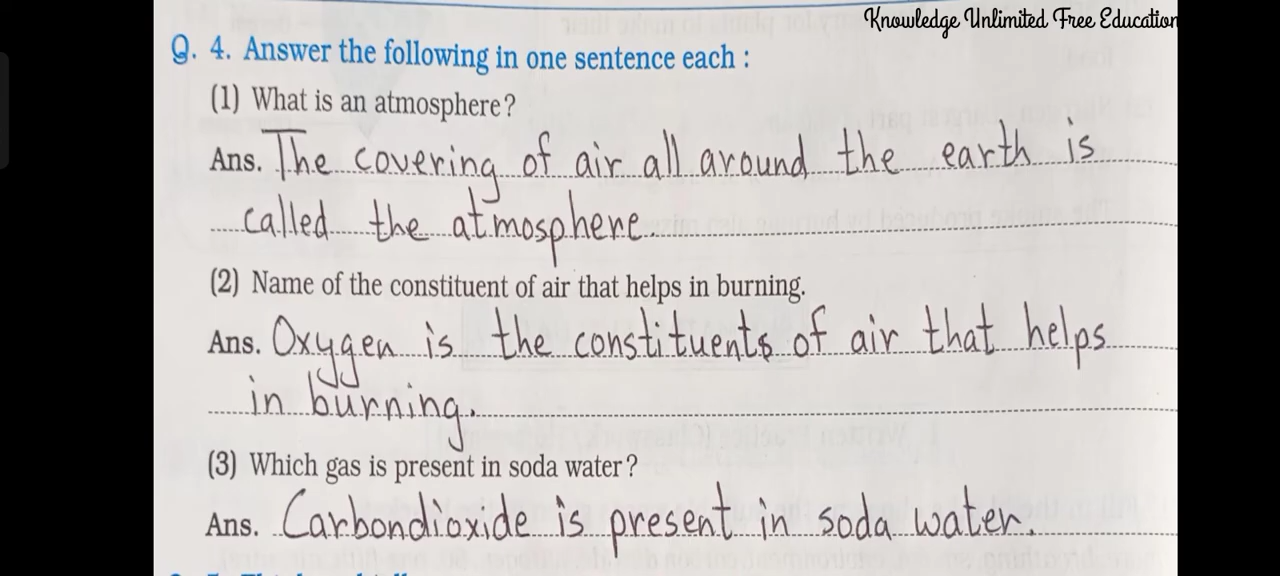 Knowledge Unlimited Free Education
Q. 4. Answer the following in one sentence each :
(1) What is an atmosphere?
Ans. The covering of air all around the earth is
called the atmosphere.
(2) Name of the constituent of air that helps in burning.
Ans. Oxygen is the constituents of air that helps
in burning.
(3) Which gas is present in soda water?
Ans. Carbondioxide is present in soda water.